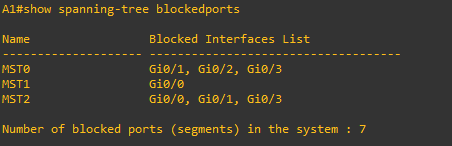 A1#show spanning-tree blockedports
Name                 Blocked Interfaces List
-------------------- ------------------------------------
MST0                 Gi0/1, Gi0/2, Gi0/3
MST1                 Gi0/0
MST2                 Gi0/0, Gi0/1, Gi0/3
Number of blocked ports (segments) in the system : 7